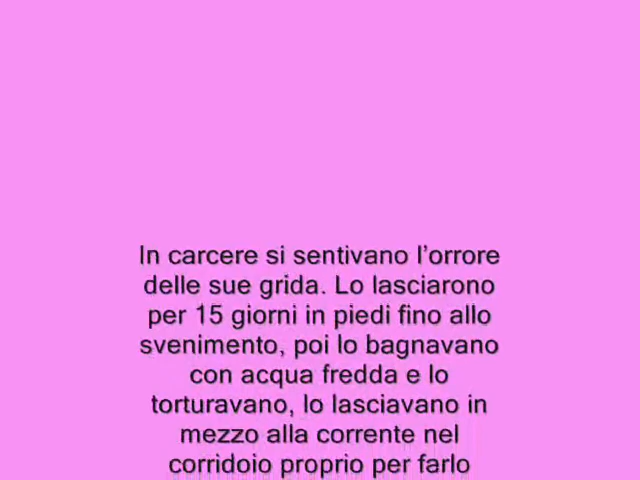 In carcere si sentivano l’orrore
delle sue grida. Lo lasciarono
per 15 giorni in piedi fino allo
svenimento, poi lo bagnavano
con acqua fredda e lo
torturavano, lo lasciavano in
mezzo alla corrente nel
corridoio proprio per farlo